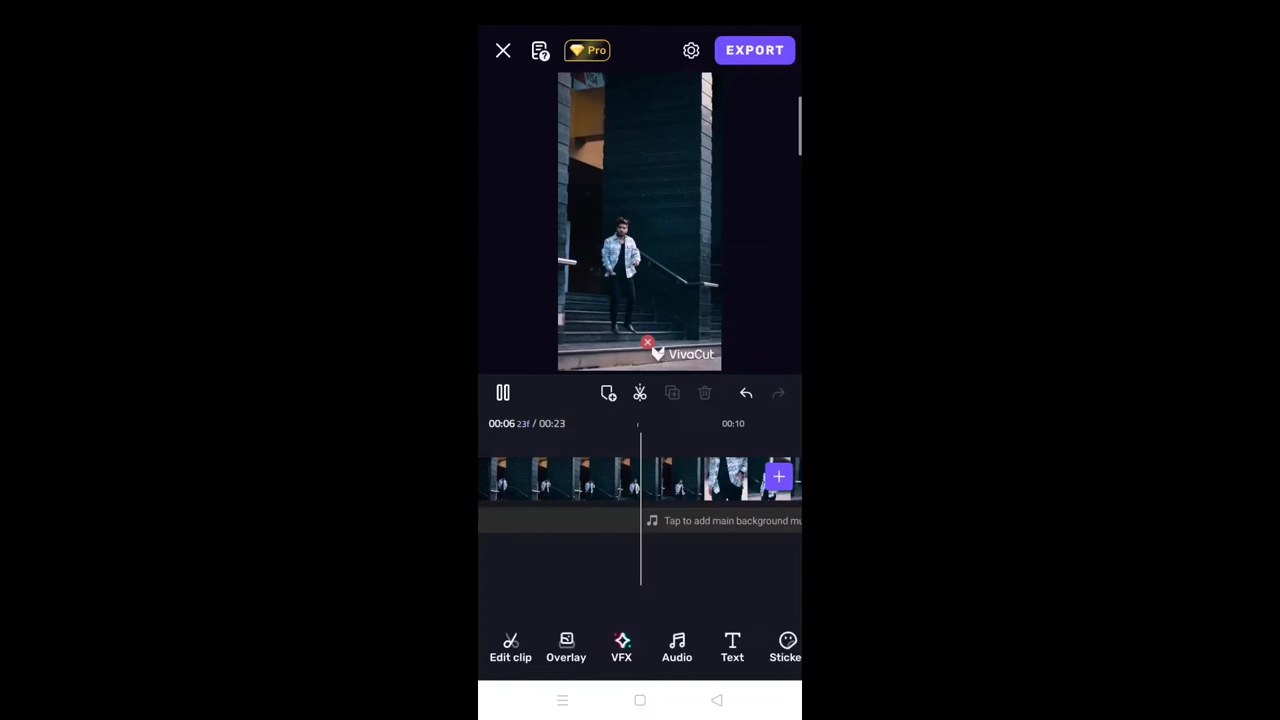 Pro
EXPORT
VivaCut
00:06 23f / 00:23
00:10
Tap to add main background mu
Edit clip
Overlay
VFX
Audio
Text
Sticke